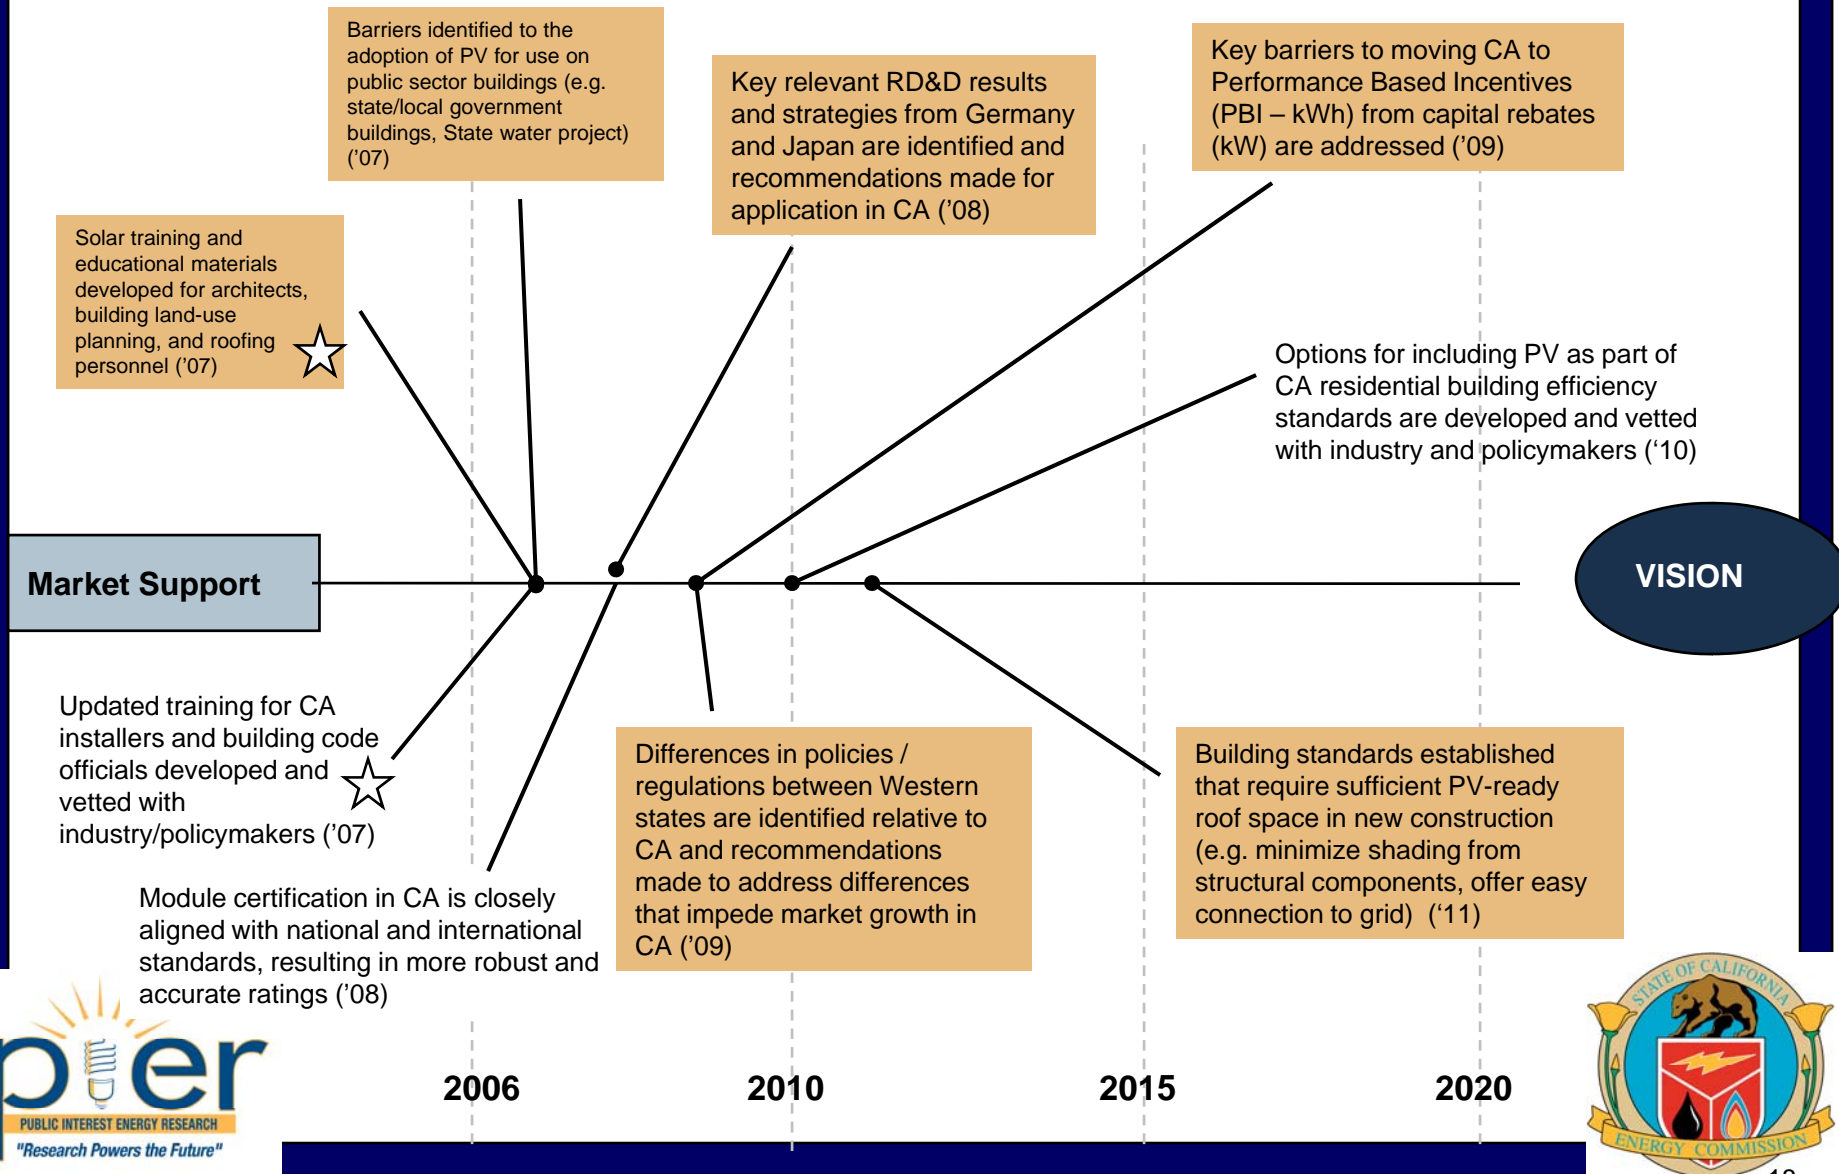 Barriers identified to the
adoption of PV for use on
public sector buildings (e.g.
state/local government
buildings, State water project)
(’07)
Key relevant RD&D results
and strategies from Germany
and Japan are identified and
recommendations made for
application in CA (’08)
Key barriers to moving CA to
Performance Based Incentives
(PBI – kWh) from capital rebates
(kW) are addressed (’09)
Solar training and
educational materials
developed for architects,
building land-use
planning, and roofing
personnel (’07)
Options for including PV as part of
CA residential building efficiency
standards are developed and vetted
with industry and policymakers (‘10)
Market Support
VISION
Updated training for CA
installers and building code
officials developed and
vetted with
industry/policymakers (’07)
Module certification in CA is closely
aligned with national and international
standards, resulting in more robust and
accurate ratings (’08)
Differences in policies /
regulations between Western
states are identified relative to
CA and recommendations
made to address differences
that impede market growth in
CA (’09)
Building standards established
that require sufficient PV-ready
roof space in new construction
(e.g. minimize shading from
structural components, offer easy
connection to grid) (‘11)
2006
2010
2015
2020
pier
PUBLIC INTEREST ENERGY RESEARCH
"Research Powers the Future"
STATE OF CALIFORNIA
ENERGY COMMISSION